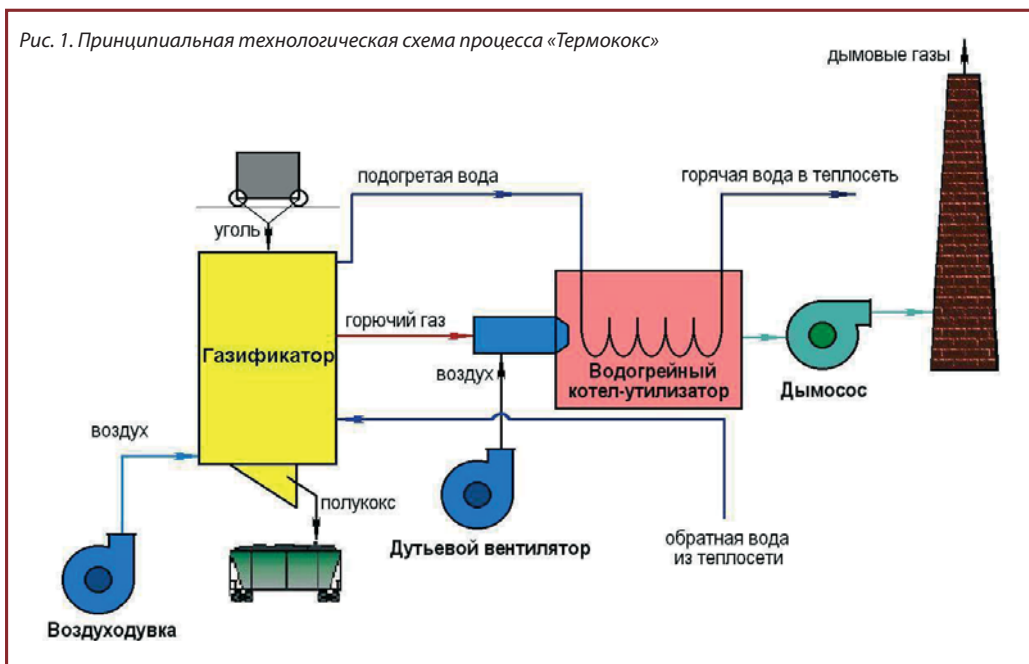 Рис. 1. Принципиальная технологическая схема процесса «Термококс»
дымовые газы
подогретая вода
горячая вода в теплосеть
уголь
горючий газ
Газификатор
воздух
Водогрейный
котел-утилизатор
Дымосос
воздух
полукокс
Дутьевой вентилятор
обратная вода
из теплосети
Воздуходувка